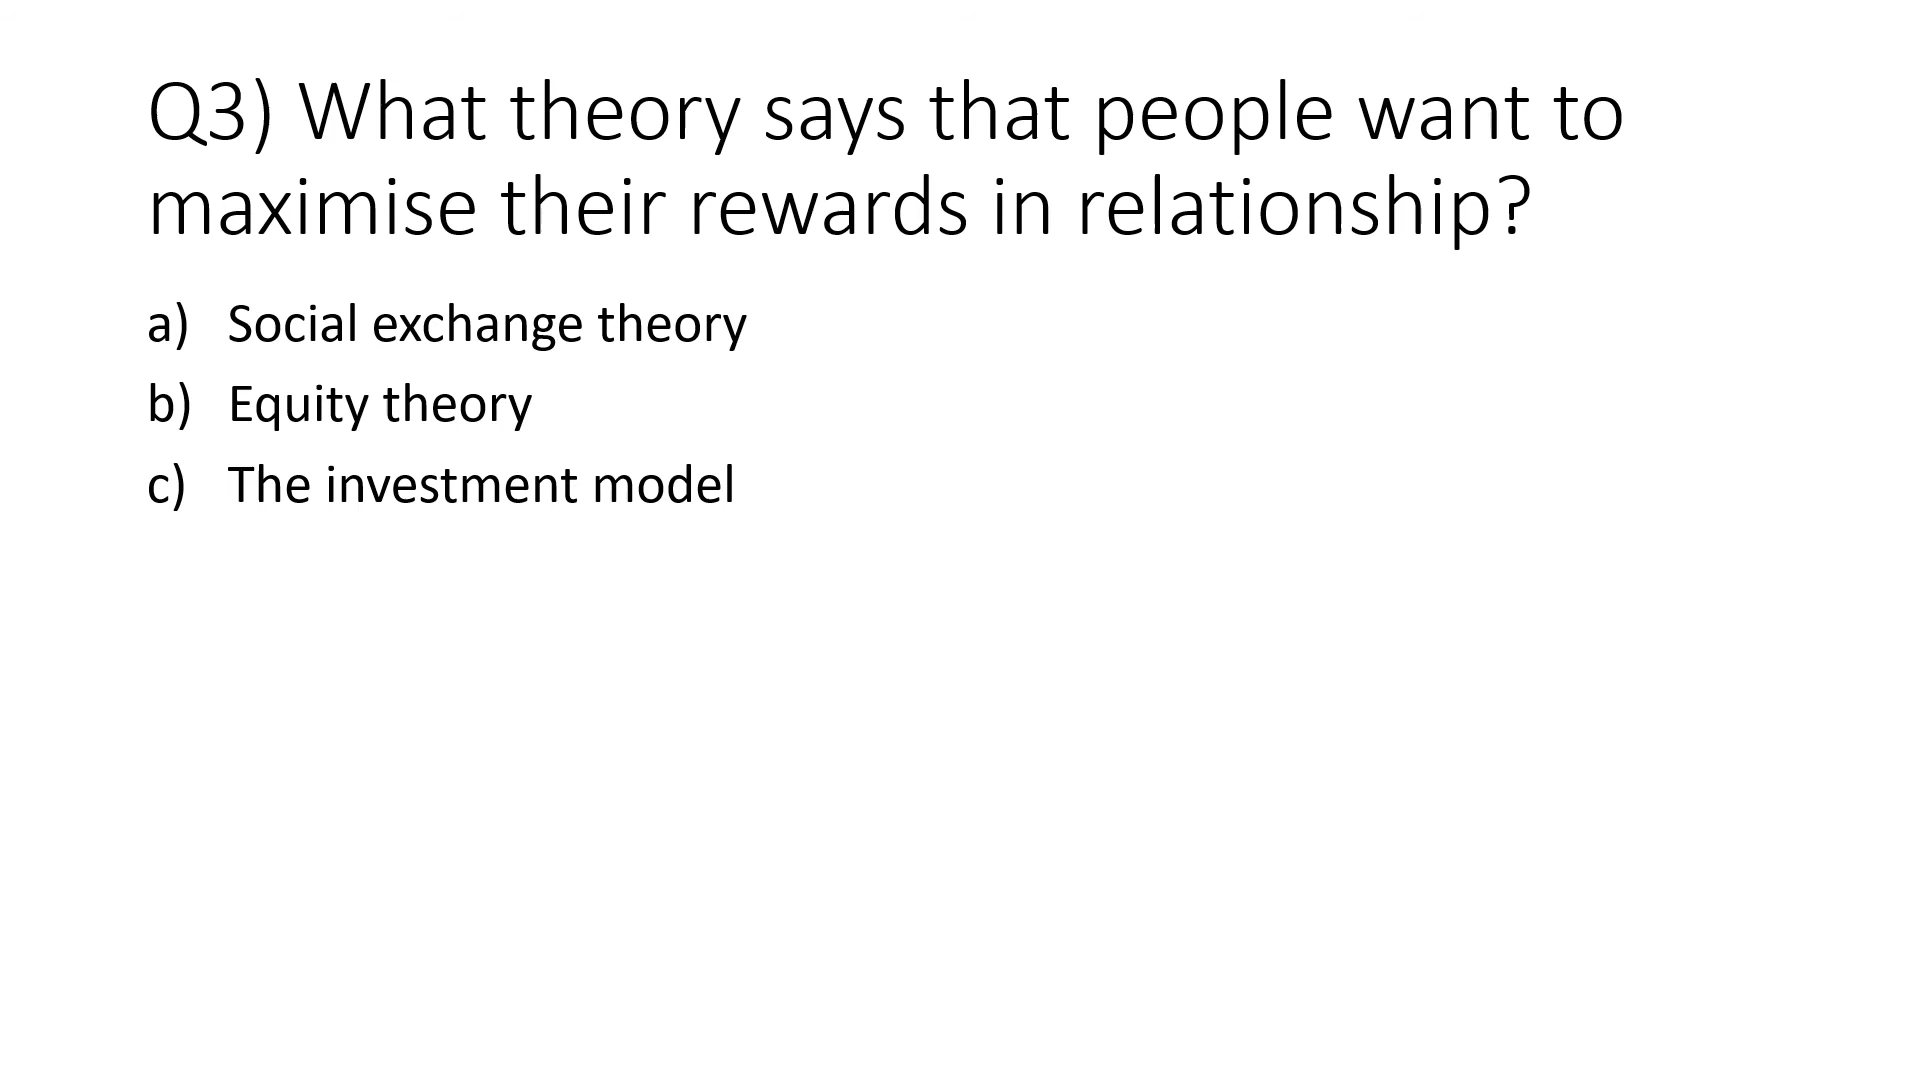 Q3) What theory says that people want to
maximise their rewards in relationship?
a) Social exchange theory
b) Equity theory
c) The investment model